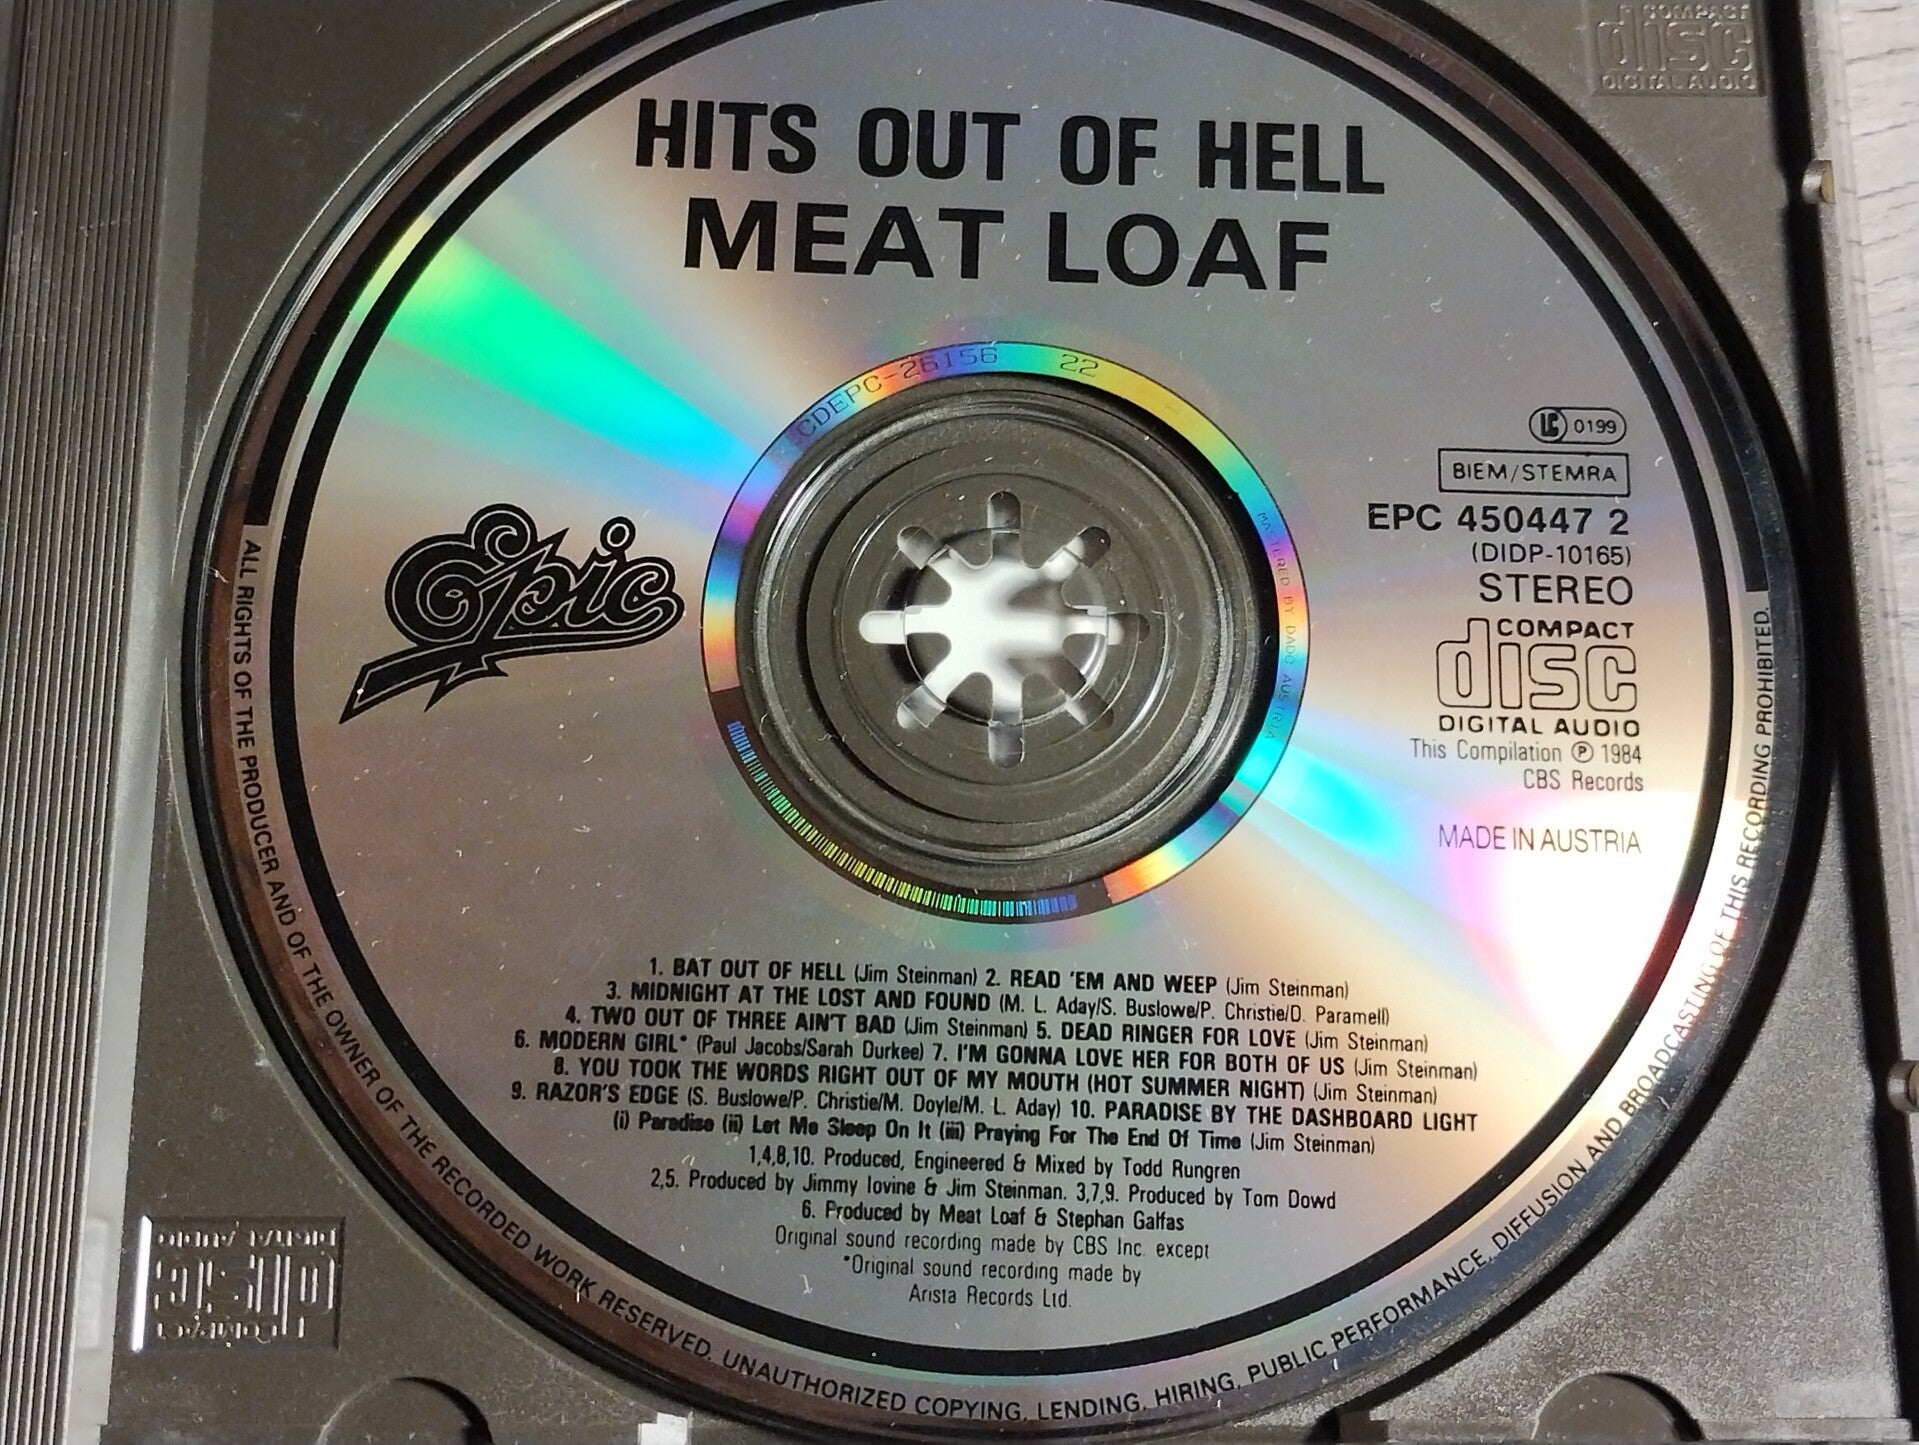 HITS OUT OF HELL
MEAT LOAF
COMPACT
disc
DIGITAL AUDIO
CDEPC-26156 22
Epic
LC 0199
BIEM/STEMRA
EPC 450447 2
(DIDP-10165)
STEREO
COMPACT
disc
DIGITAL AUDIO
This Compilation ℗ 1984
CBS Records
MADE IN AUSTRIA
MASTERED BY DADC AUSTRIA
1. BAT OUT OF HELL (Jim Steinman) 2. READ 'EM AND WEEP (Jim Steinman)
3. MIDNIGHT AT THE LOST AND FOUND (M. L. Aday/S. Buslowe/P. Christie/D. Paramell)
4. TWO OUT OF THREE AIN'T BAD (Jim Steinman) 5. DEAD RINGER FOR LOVE (Jim Steinman)
6. MODERN GIRL* (Paul Jacobs/Sarah Durkee) 7. I'M GONNA LOVE HER FOR BOTH OF US (Jim Steinman)
8. YOU TOOK THE WORDS RIGHT OUT OF MY MOUTH (HOT SUMMER NIGHT) (Jim Steinman)
9. RAZOR'S EDGE (S. Buslowe/P. Christie/M. Doyle/M. L. Aday) 10. PARADISE BY THE DASHBOARD LIGHT
(i) Paradise (ii) Let Me Sleep On It (iii) Praying For The End Of Time (Jim Steinman)
1,4,8,10. Produced, Engineered & Mixed by Todd Rungren
2,5. Produced by Jimmy Iovine & Jim Steinman. 3,7,9. Produced by Tom Dowd
6. Produced by Meat Loaf & Stephan Galfas
Original sound recording made by CBS Inc. except
*Original sound recording made by
Arista Records Ltd.
ALL RIGHTS OF THE PRODUCER AND OF THE OWNER OF THE RECORDED WORK RESERVED. UNAUTHORIZED COPYING, LENDING, HIRING, PUBLIC PERFORMANCE, DIFFUSION AND BROADCASTING OF THIS RECORDING PROHIBITED.
COMPACT
disc
DIGITAL AUDIO